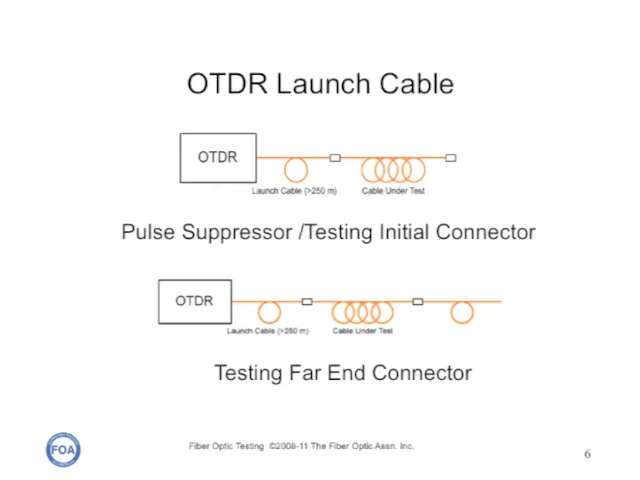 OTDR Launch Cable
OTDR
Launch Cable (>250 m) Cable Under Test
Pulse Suppressor /Testing Initial Connector
OTDR
Launch Cable (>250 m) Cable Under Test
Testing Far End Connector
FOA
Fiber Optic Testing ©2008-11 The Fiber Optic Assn. Inc.
6